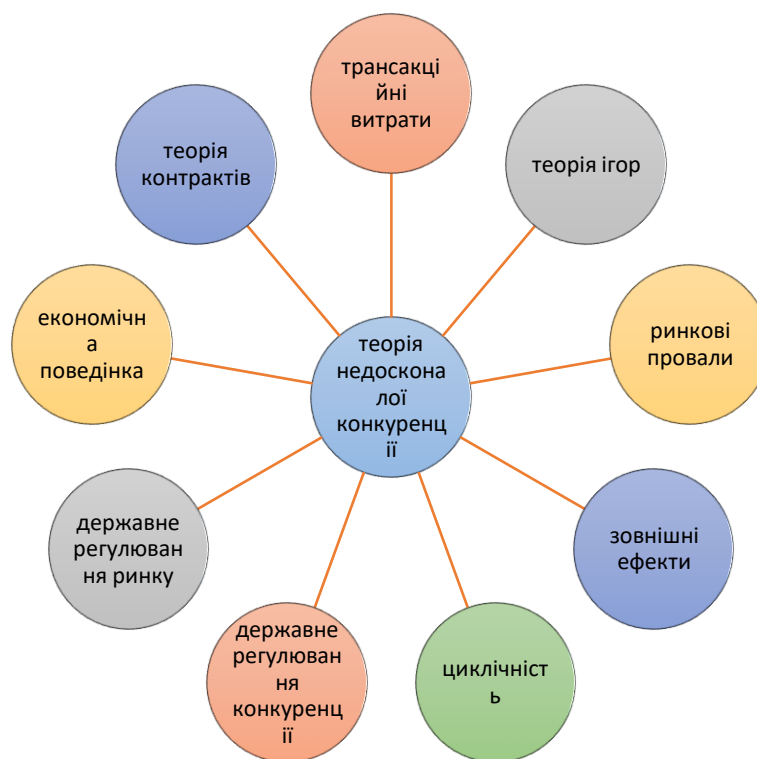 трансакці
йні
витрати
теорія ігор
ринкові
провали
зовнішні
ефекти
циклічніст
ь
державне
регулюван
ня
конкуренц
ії
державне
регулюван
ня ринку
економічн
а
поведінка
теорія
контрактів
теорія
недоскона
лої
конкуренц
ії